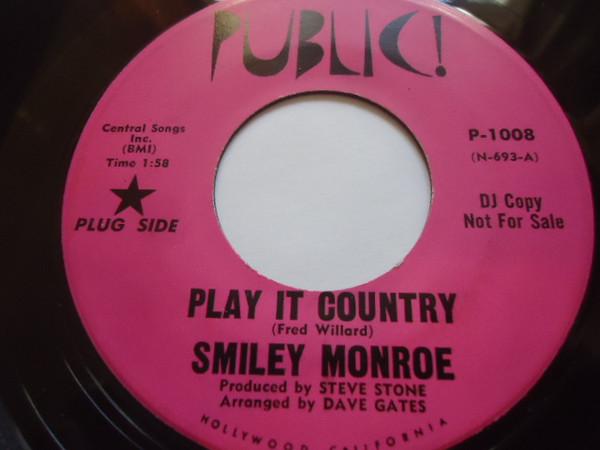 PUBLIC!
Central Songs
Inc.
(BMI)
Time 1:58
★
PLUG SIDE
P-1008
(N-693-A)
DJ Copy
Not For Sale
PLAY IT COUNTRY
(Fred Willard)
SMILEY MONROE
Produced by STEVE STONE
Arranged by DAVE GATES
HOLLYWOOD, CALIFORNIA